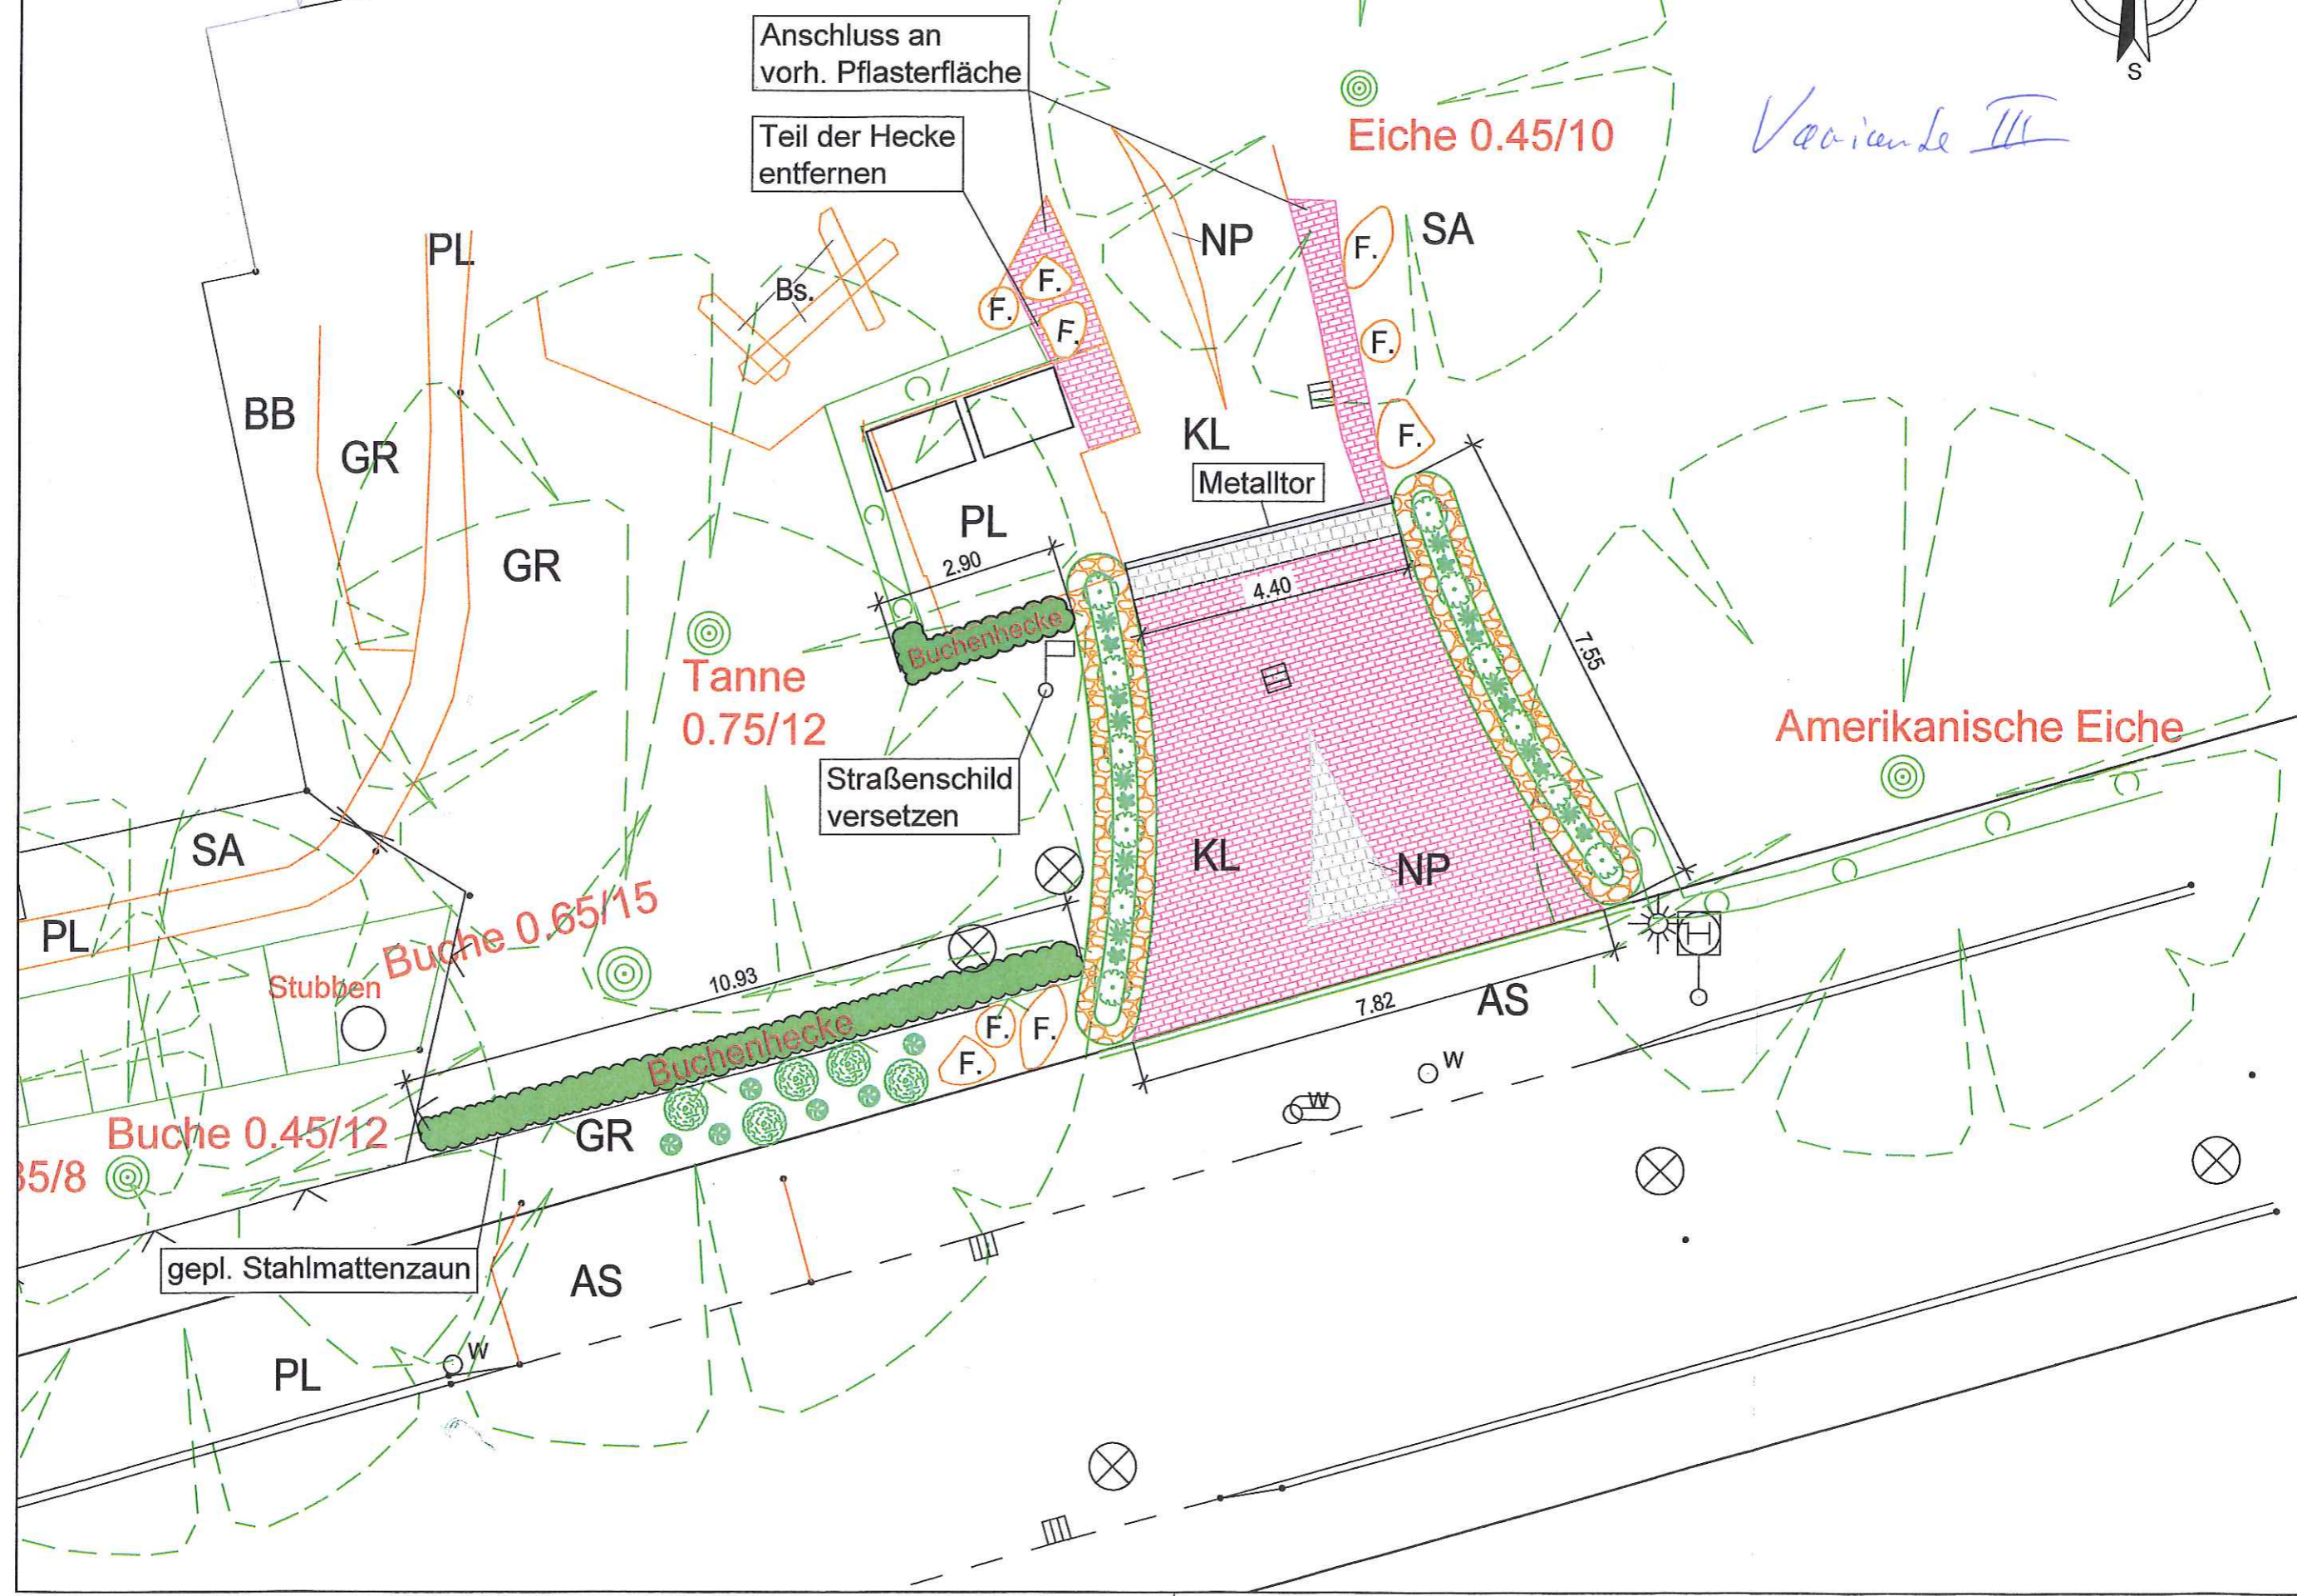 Anschluss an
vorh. Pflasterfläche
S
Variante III
Teil der Hecke
entfernen
Eiche 0.45/10
PL
NP
SA
F.
Bs.
F.
F.
F.
F.
BB
GR
KL
F.
Metalltor
PL
GR
2.90
4.40
Buchenhecke
7.55
Tanne
0.75/12
Amerikanische Eiche
Straßenschild
versetzen
SA
KL
NP
PL
Buche 0.65/15
Stubben
10.93
H
7.82
AS
Buchenhecke
F.
F.
F.
W
W
Buche 0.45/12
GR
35/8
gepl. Stahlmattenzaun
AS
W
PL